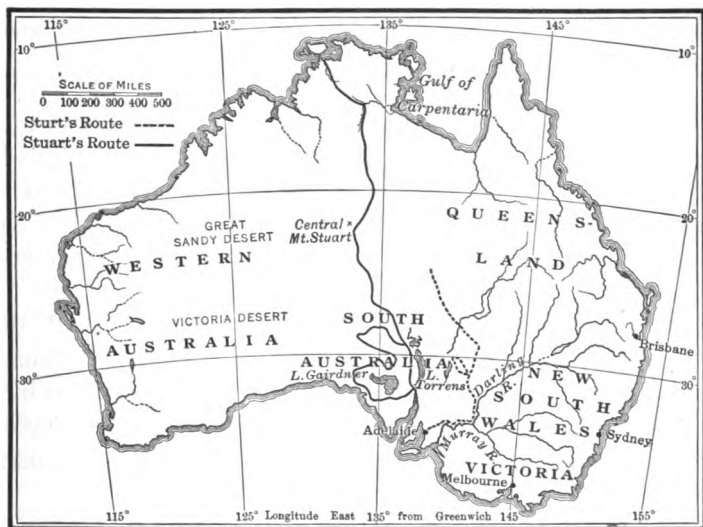 115° 125° 135° 145°
10° 10°
SCALE OF MILES
0 100 200 300 400 500
Sturt's Route
Stuart's Route
Gulf of
Carpentaria
20° 20°
GREAT
SANDY DESERT
Central
Mt. Stuart
QUEENS-
LAND
WESTERN
AUSTRALIA
VICTORIA DESERT
SOUTH
AUSTRALIA
L. Gairdner
L.
Torrens
Brisbane
30° 30°
Darling
R.
NEW
SOUTH
WALES
Adelaide
Murray R.
Sydney
VICTORIA
Melbourne
115° 125° 135° 145° 155°
Longitude East from Greenwich